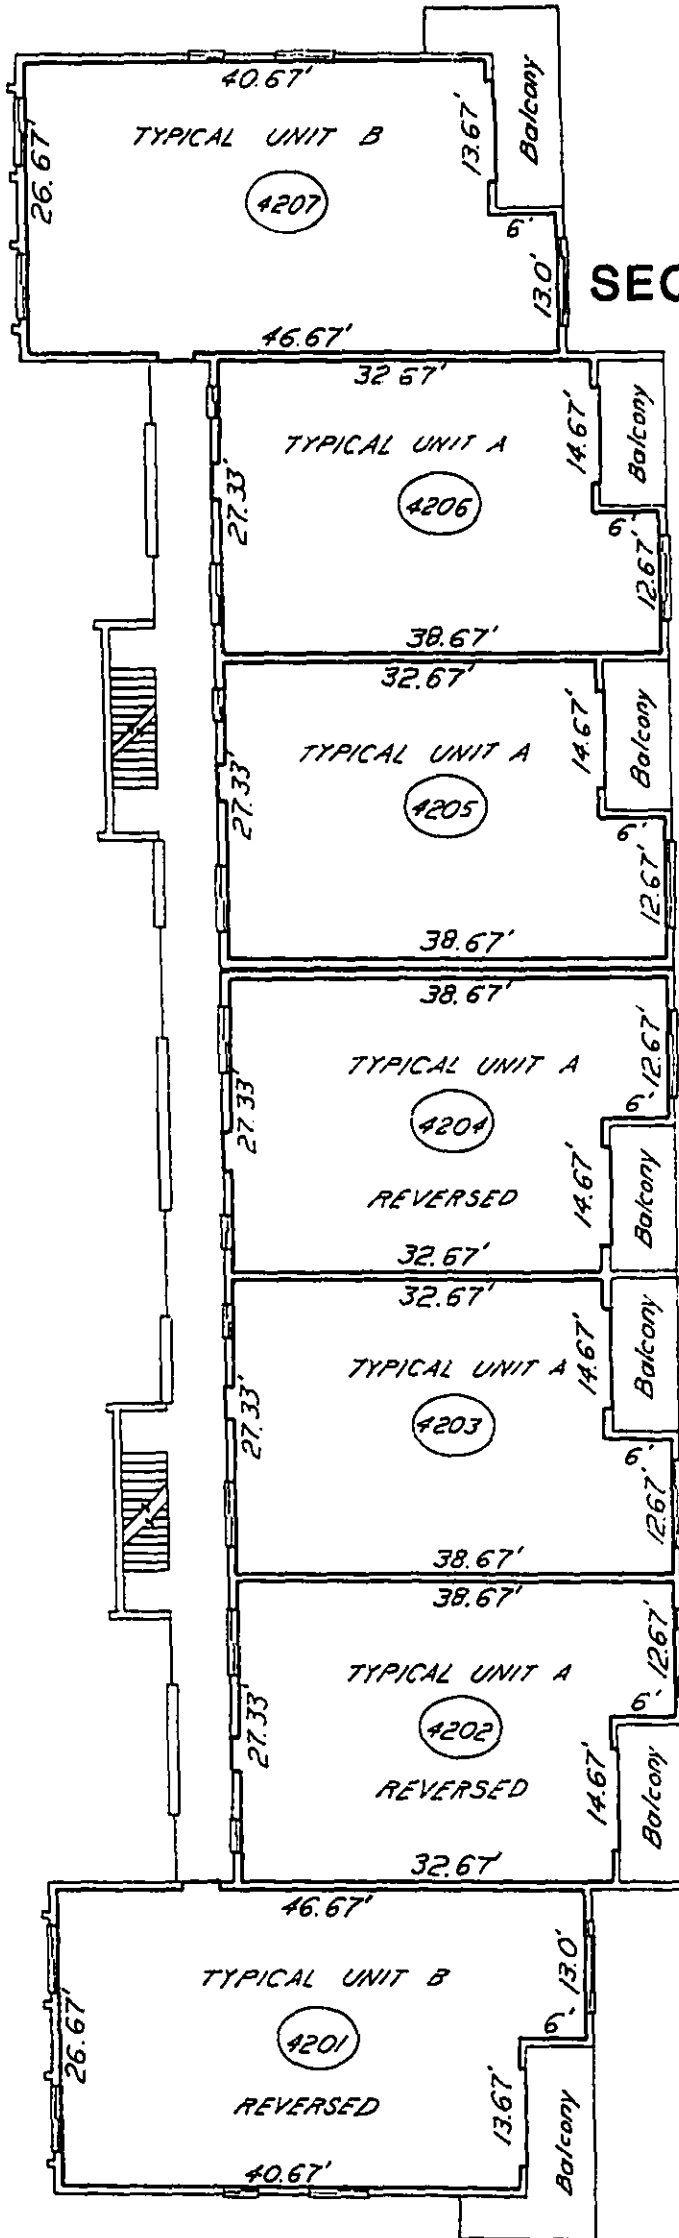 40.67'
TYPICAL UNIT B
4207
26.67'
13.67'
Balcony
6'
13.0'
46.67'
SEC
32.67'
TYPICAL UNIT A
4206
27.33'
14.67'
Balcony
6'
12.67'
38.67'
32.67'
TYPICAL UNIT A
4205
27.33'
14.67'
Balcony
6'
12.67'
38.67'
38.67'
TYPICAL UNIT A
4204
REVERSED
27.33'
12.67'
6'
14.67'
Balcony
32.67'
32.67'
TYPICAL UNIT A
4203
27.33'
14.67'
Balcony
6'
12.67'
38.67'
38.67'
TYPICAL UNIT A
4202
REVERSED
27.33'
12.67'
6'
14.67'
Balcony
32.67'
46.67'
TYPICAL UNIT B
4201
REVERSED
26.67'
13.0'
6'
13.67'
Balcony
40.67'